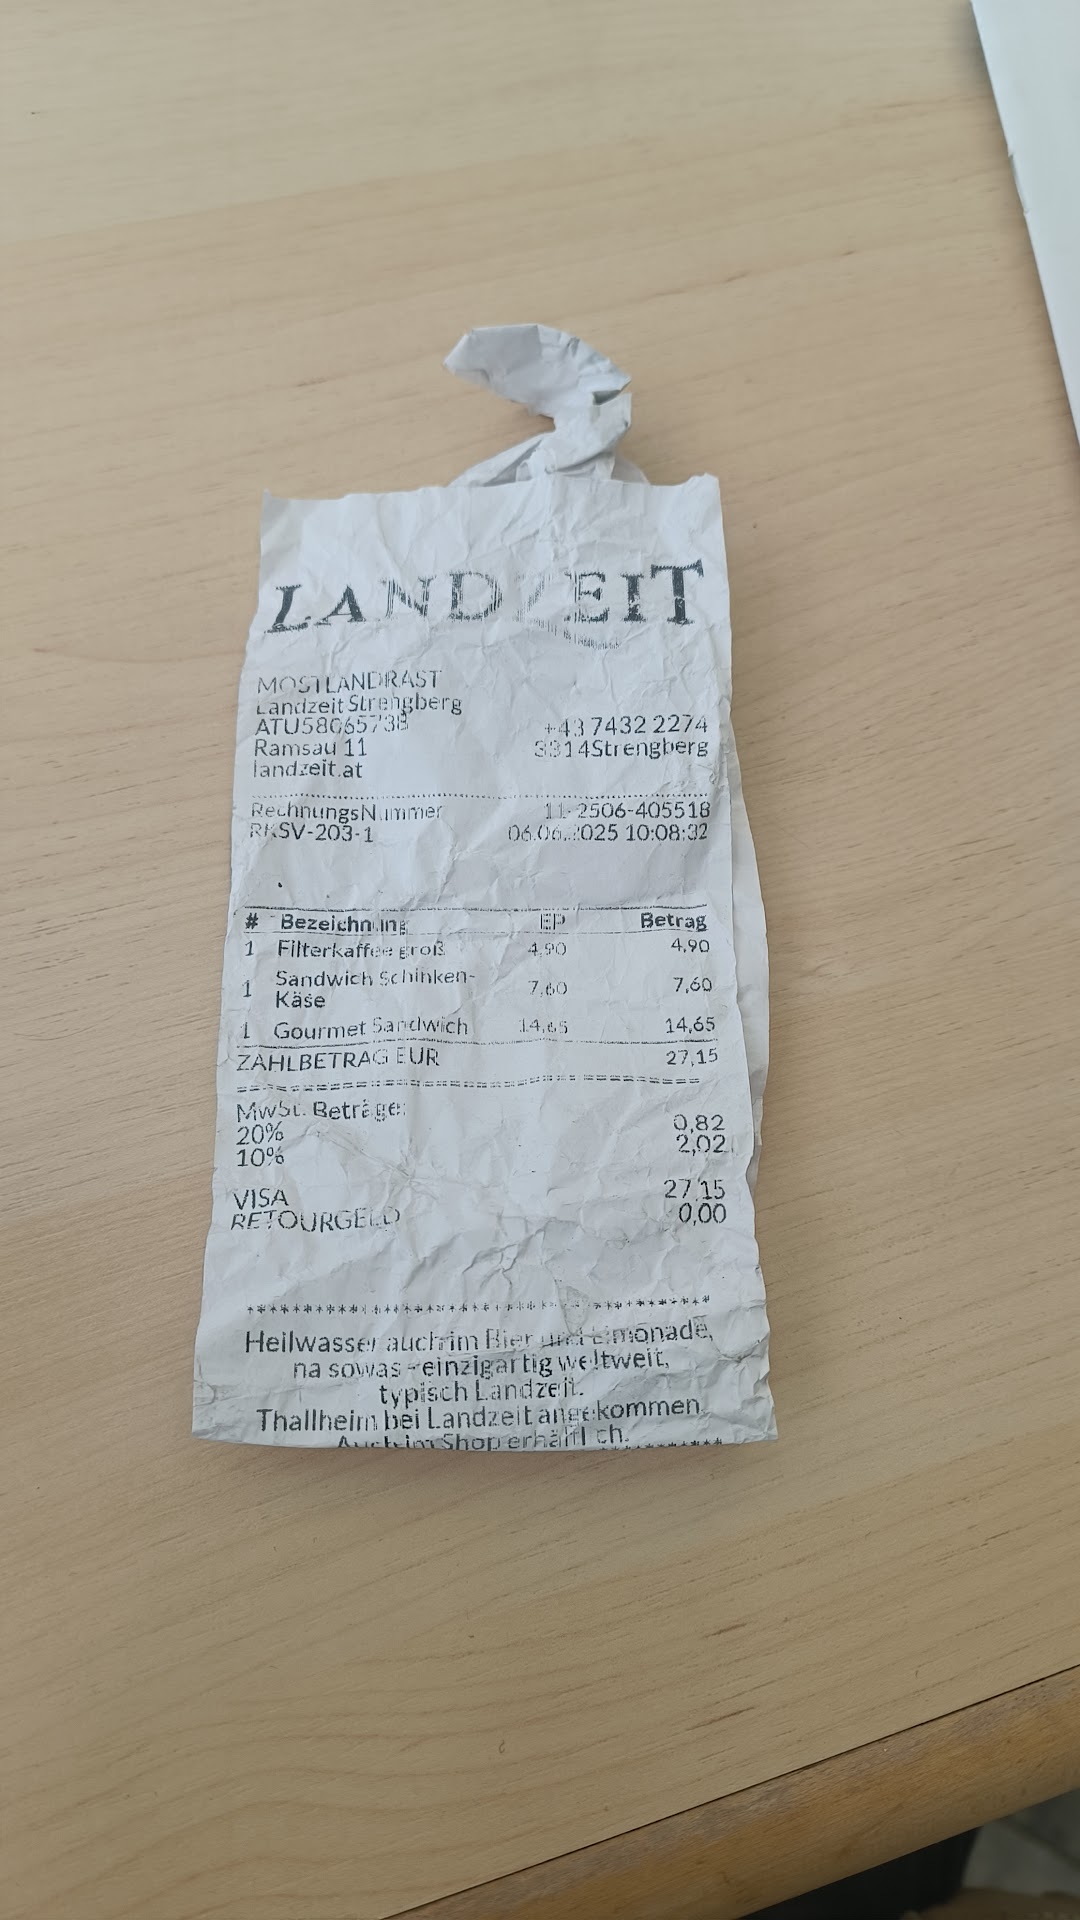 LANDZEIT
MOSTLANDRAST
Landzeit Strengberg
ATU58065738 +43 7432 2274
Ramsau 11 3314Strengberg
landzeit.at
RechnungsNummer 11-2506-405518
RKSV-203-1 06.06.2025 10:08:32
# Bezeichnung EP Betrag
1 Filterkaffee groß 4,90 4,90
1 Sandwich Schinken-
Käse 7,60 7,60
1 Gourmet Sandwich 14,65 14,65
ZAHLBETRAG EUR 27,15
================================
MwSt. Beträge:
20% 0,82
10% 2,02
VISA 27,15
RETOURGELD 0,00
****************************************
Heilwasser auch im Bier und Limonade,
na sowas - einzigartig weltweit,
typisch Landzeit.
Thallheim bei Landzeit angekommen.
Auch im Shop erhältlich.